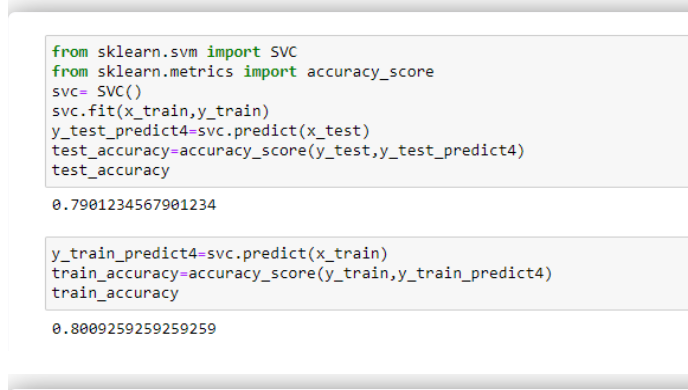 from sklearn.svm import SVC
from sklearn.metrics import accuracy_score
svc= SVC()
svc.fit(x_train,y_train)
y_test_predict4=svc.predict(x_test)
test_accuracy=accuracy_score(y_test,y_test_predict4)
test_accuracy
0.7901234567901234
y_train_predict4=svc.predict(x_train)
train_accuracy=accuracy_score(y_train,y_train_predict4)
train_accuracy
0.8009259259259259